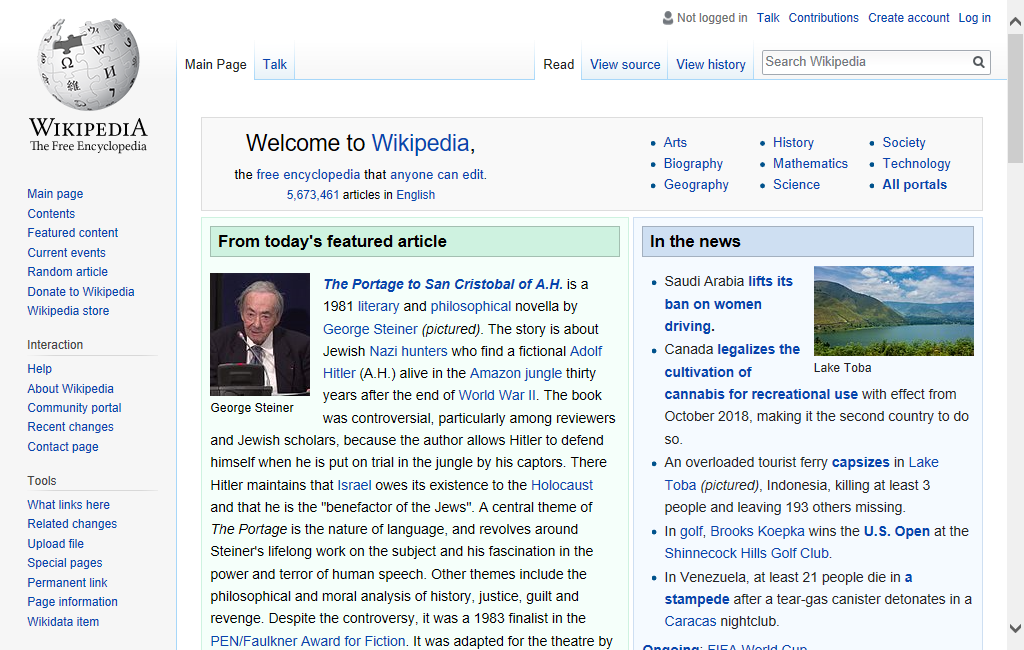 Not logged in Talk Contributions Create account Log in
Main Page Talk Read View source View history Search Wikipedia
WIKIPEDIA
The Free Encyclopedia
Main page
Contents
Featured content
Current events
Random article
Donate to Wikipedia
Wikipedia store
Interaction
Help
About Wikipedia
Community portal
Recent changes
Contact page
Tools
What links here
Related changes
Upload file
Special pages
Permanent link
Page information
Wikidata item
Welcome to Wikipedia,
the free encyclopedia that anyone can edit.
5,673,461 articles in English
Arts
Biography
Geography
History
Mathematics
Science
Society
Technology
All portals
From today's featured article
George Steiner
The Portage to San Cristobal of A.H. is a
1981 literary and philosophical novella by
George Steiner (pictured). The story is about
Jewish Nazi hunters who find a fictional Adolf
Hitler (A.H.) alive in the Amazon jungle thirty
years after the end of World War II. The book
was controversial, particularly among reviewers
and Jewish scholars, because the author allows Hitler to defend
himself when he is put on trial in the jungle by his captors. There
Hitler maintains that Israel owes its existence to the Holocaust
and that he is the "benefactor of the Jews". A central theme of
The Portage is the nature of language, and revolves around
Steiner's lifelong work on the subject and his fascination in the
power and terror of human speech. Other themes include the
philosophical and moral analysis of history, justice, guilt and
revenge. Despite the controversy, it was a 1983 finalist in the
PEN/Faulkner Award for Fiction. It was adapted for the theatre by
In the news
Saudi Arabia lifts its
ban on women
driving.
Lake Toba
Canada legalizes the
cultivation of
cannabis for recreational use with effect from
October 2018, making it the second country to do
so.
An overloaded tourist ferry capsizes in Lake
Toba (pictured), Indonesia, killing at least 3
people and leaving 193 others missing.
In golf, Brooks Koepka wins the U.S. Open at the
Shinnecock Hills Golf Club.
In Venezuela, at least 21 people die in a
stampede after a tear-gas canister detonates in a
Caracas nightclub.
Ongoing: FIFA World Cup